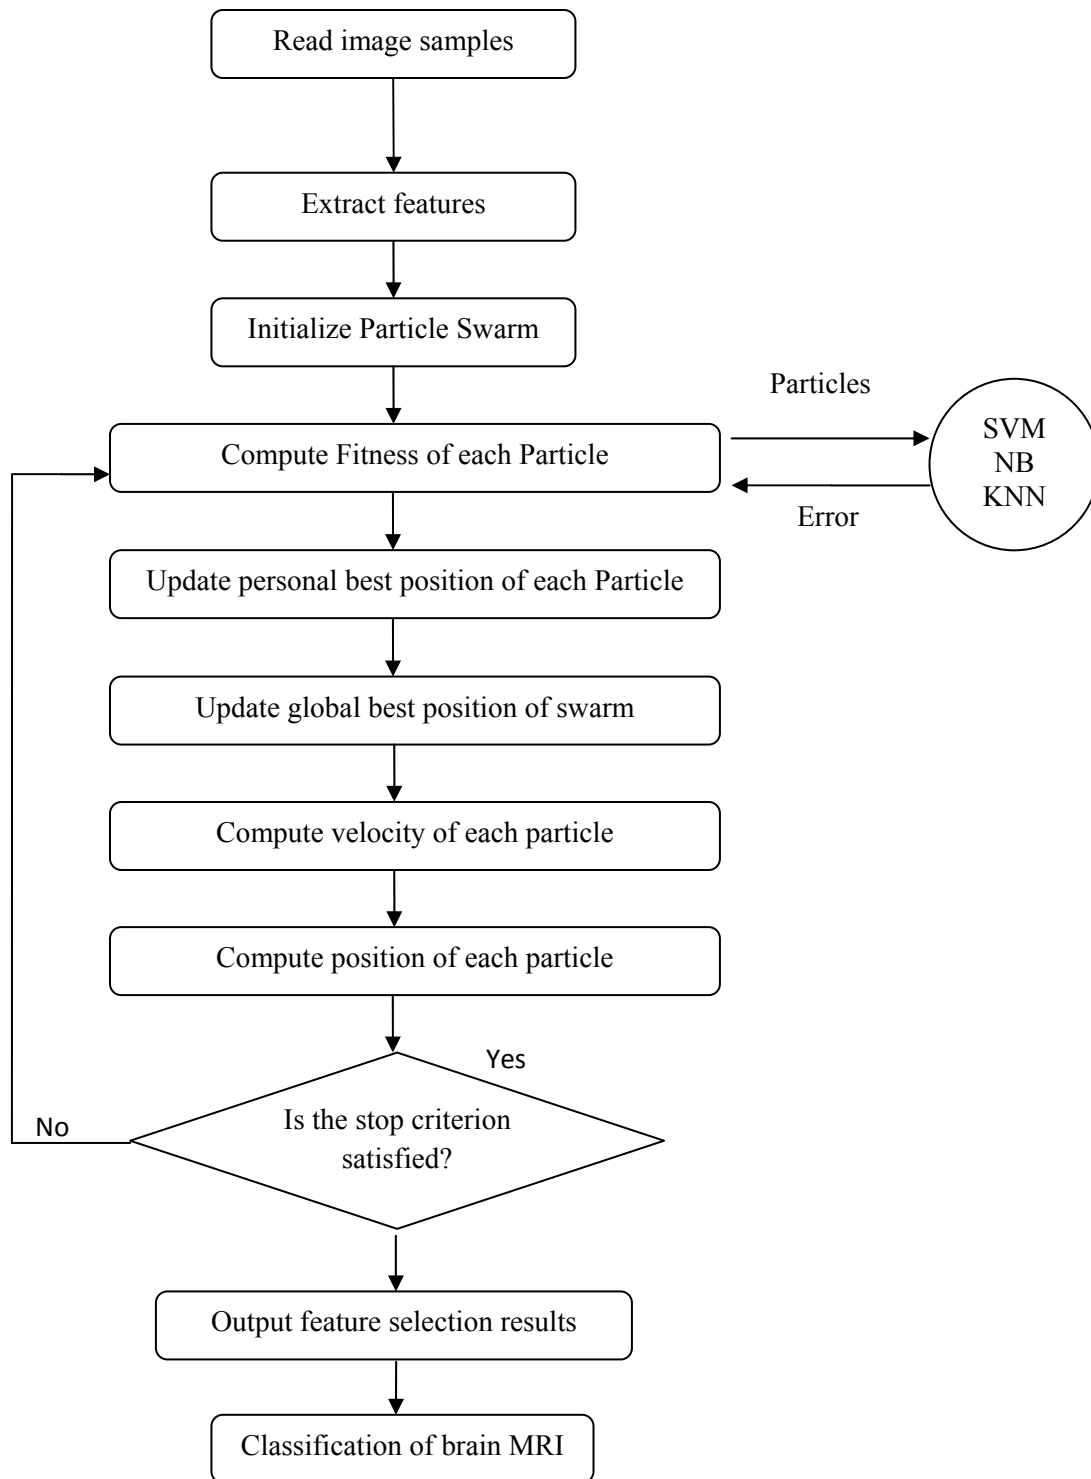 Read image samples
Extract features
Initialize Particle Swarm
Particles
SVM
NB
KNN
Compute Fitness of each Particle
Error
Update personal best position of each Particle
Update global best position of swarm
Compute velocity of each particle
Compute position of each particle
Yes
Is the stop criterion
satisfied?
No
Output feature selection results
Classification of brain MRI